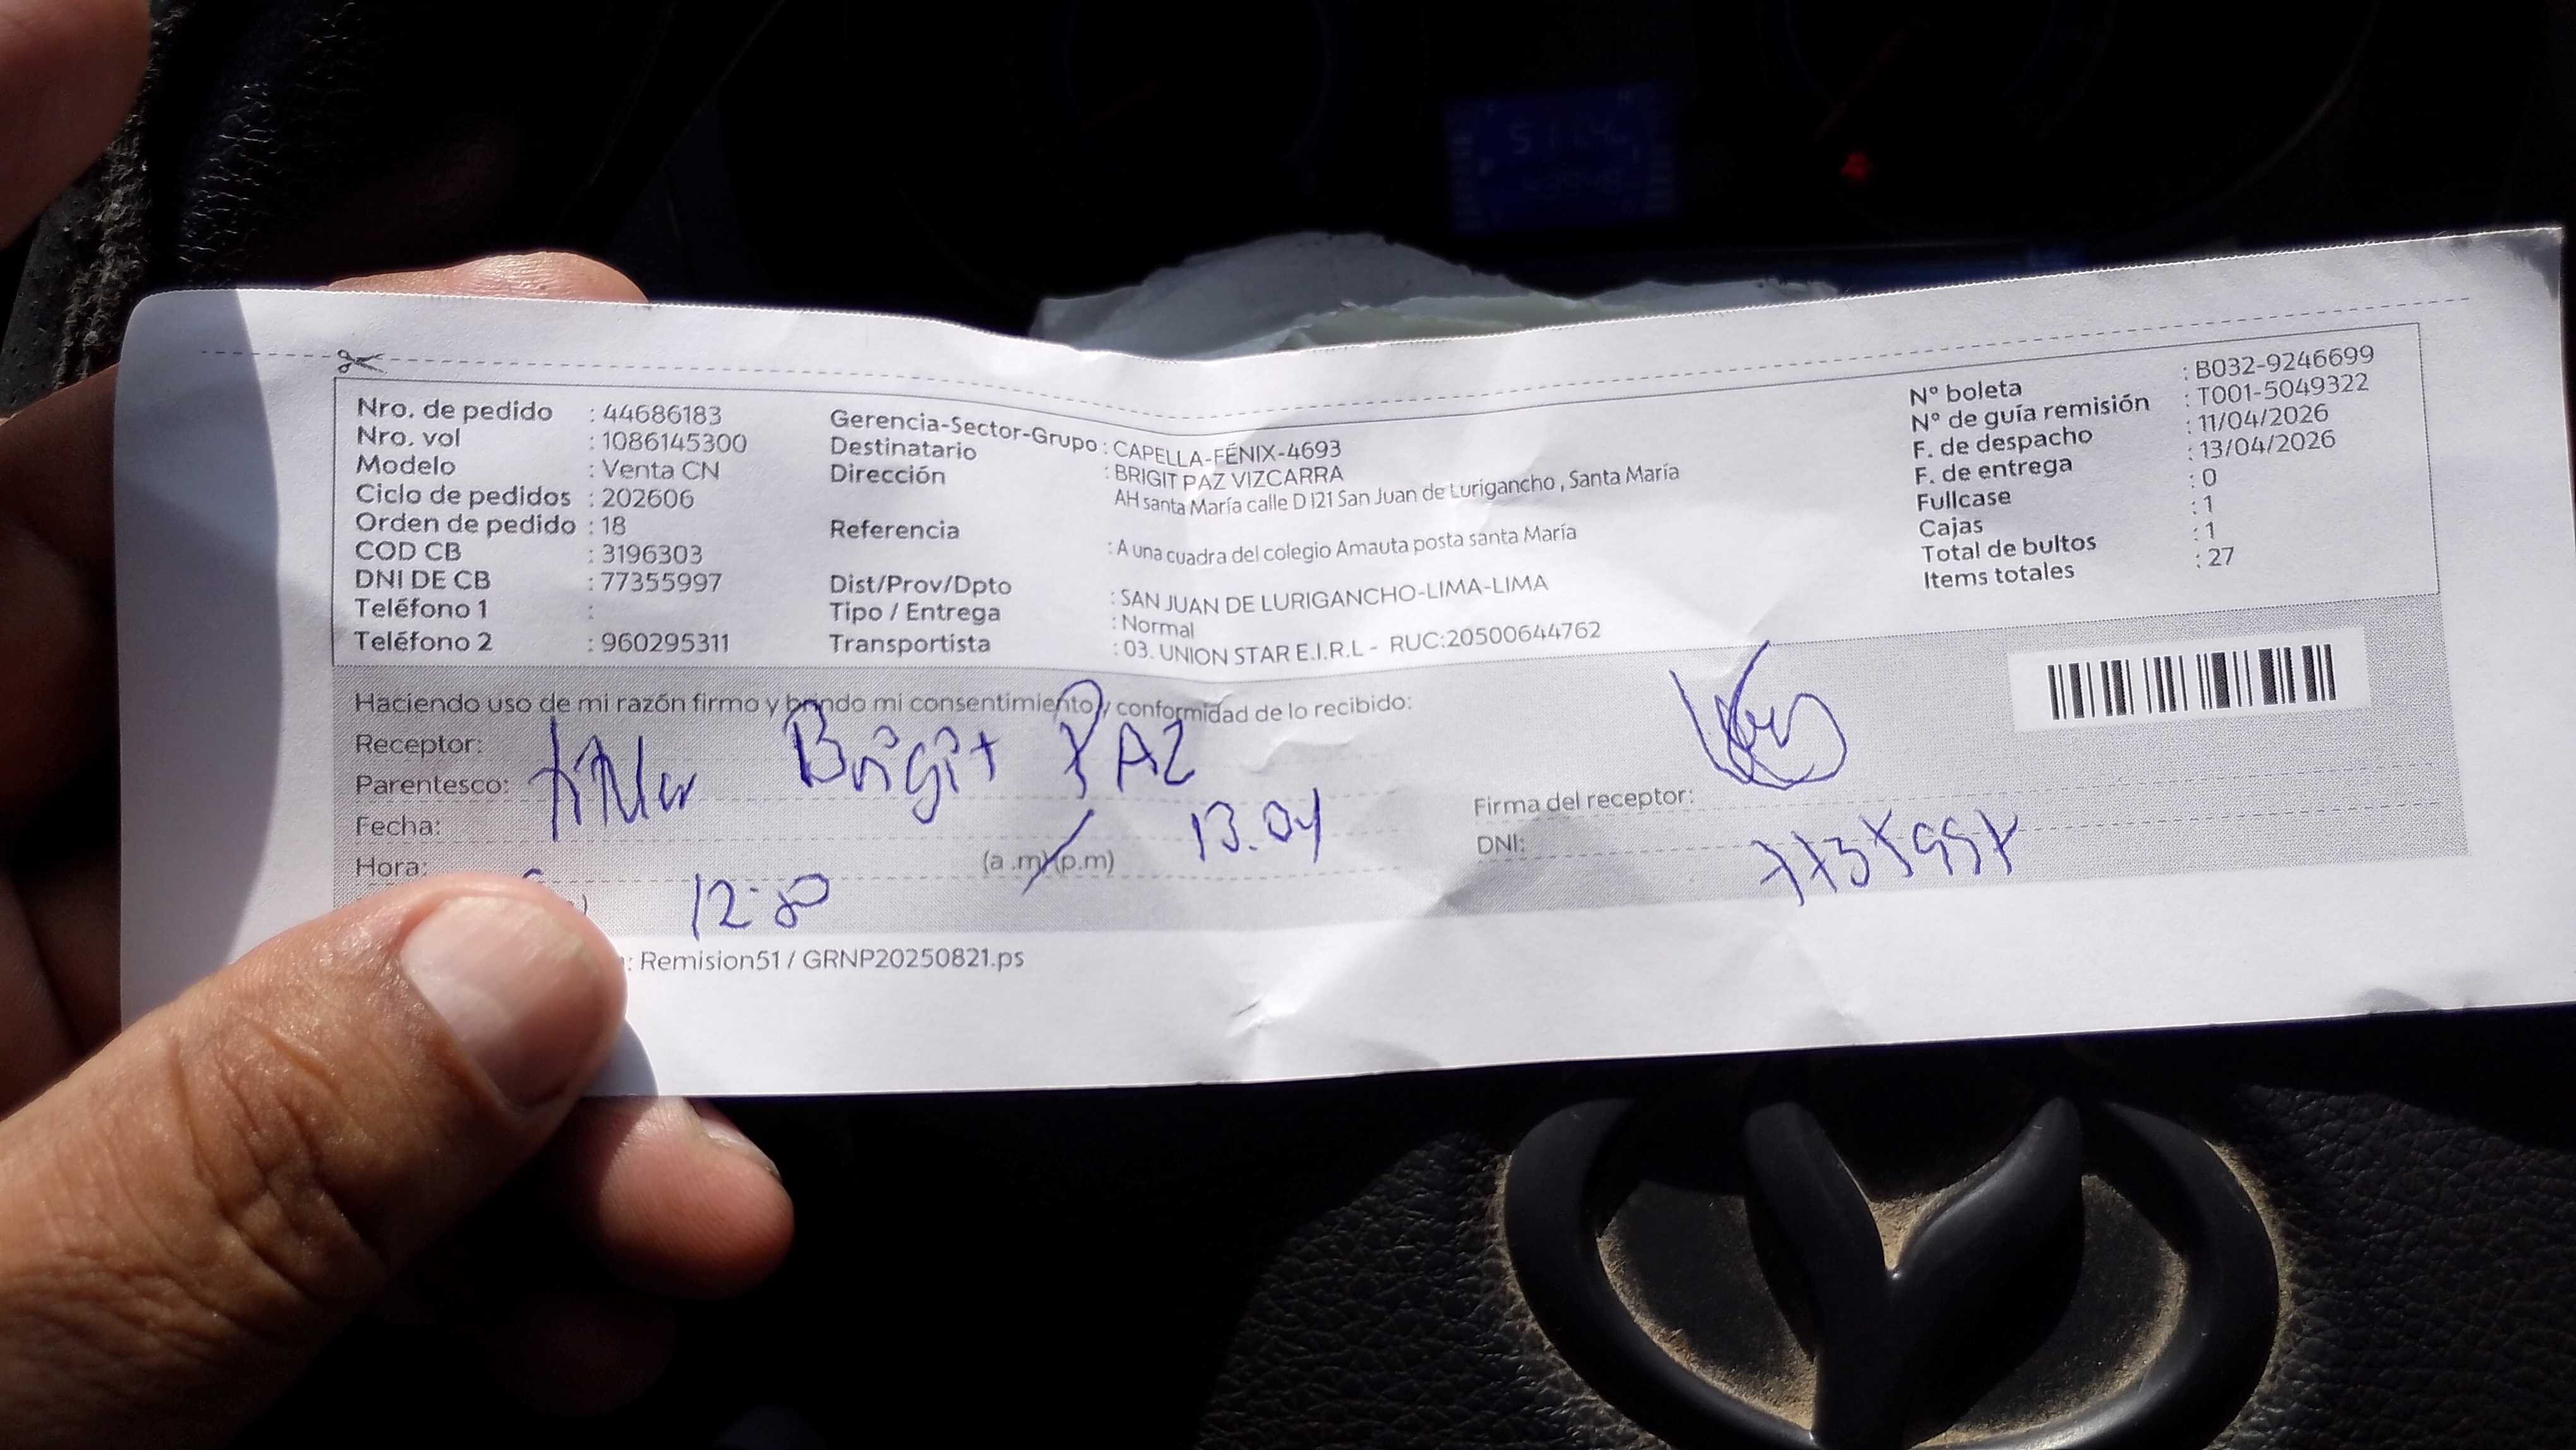 Nro. de pedido : 44686183
Nro. vol : 1086145300
Modelo : Venta CN
Ciclo de pedidos : 202606
Orden de pedido : 18
COD CB : 3196303
DNI DE CB : 77355997
Teléfono 1 :
Teléfono 2 : 960295311
Gerencia-Sector-Grupo : CAPELLA-FÉNIX-4693
Destinatario : BRIGIT PAZ VIZCARRA
Dirección : AH santa María calle D I21 San Juan de Lurigancho , Santa María
Referencia : A una cuadra del colegio Amauta posta santa María
Dist/Prov/Dpto : SAN JUAN DE LURIGANCHO-LIMA-LIMA
Tipo / Entrega : Normal
Transportista : 03. UNION STAR E.I.R.L - RUC:20500644762
N° boleta : B032-9246699
N° de guía remisión : T001-5049322
F. de despacho : 11/04/2026
F. de entrega : 13/04/2026
Fullcase : 0
Cajas : 1
Total de bultos : 1
Items totales : 27
Haciendo uso de mi razón firmo y brindo mi consentimiento y conformidad de lo recibido:
Receptor: Brigit PAZ
Parentesco:
Fecha: 13.04
Hora: 12:20 (a .m) (p.m)
Firma del receptor:
DNI: 77355997
: Remision51 / GRNP20250821.ps